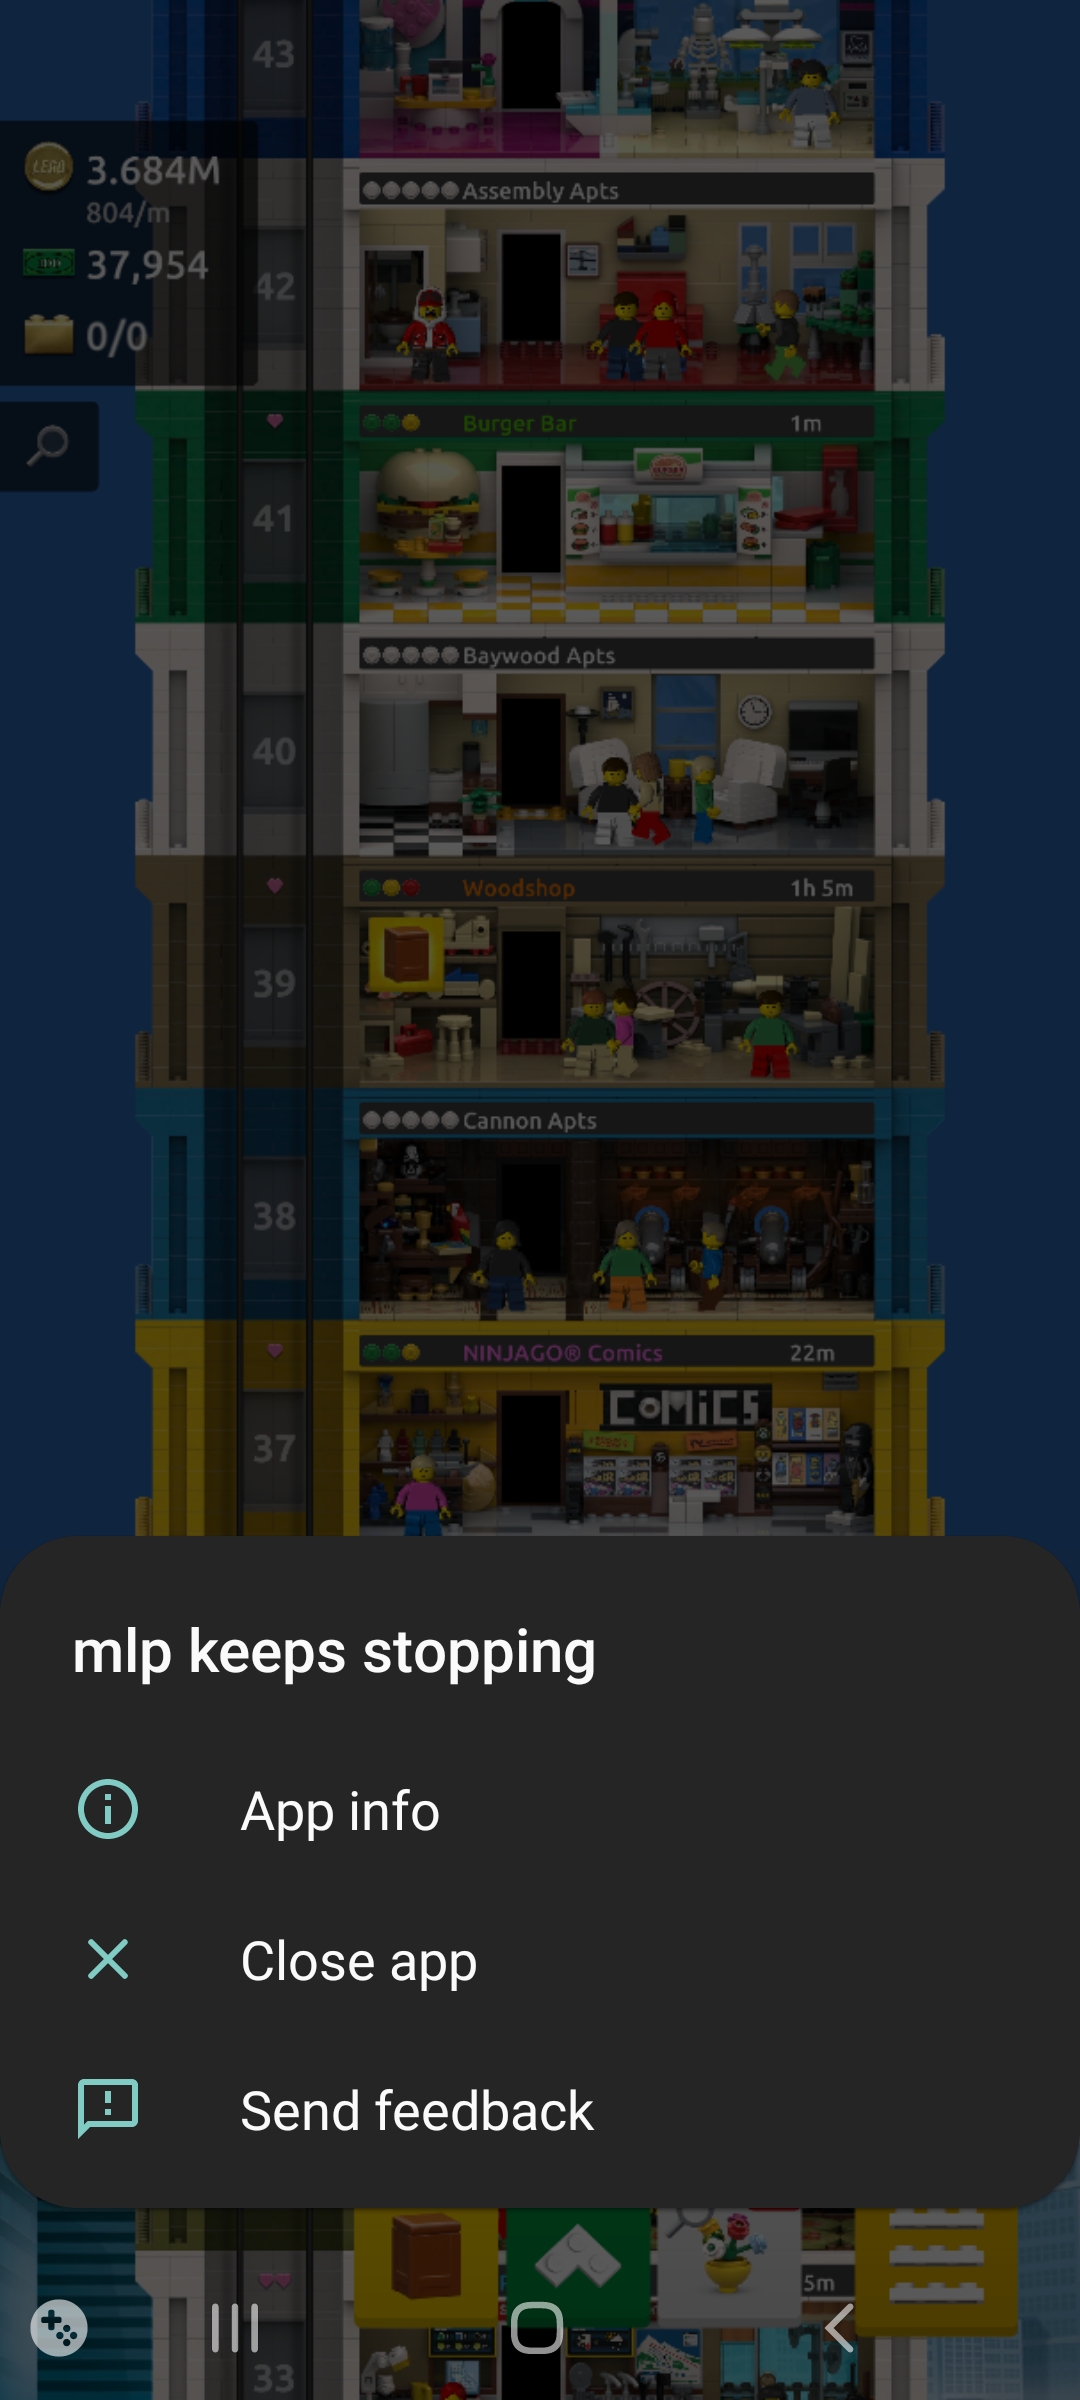 43
LEGO
3.684M
804/m
37,954
0/0
Assembly Apts
42
Burger Bar 1m
41
Baywood Apts
40
Woodshop 1h 5m
39
Cannon Apts
38
NINJAGO® Comics 22m
COMiCS
37
mlp keeps stopping
App info
Close app
Send feedback
5m
33